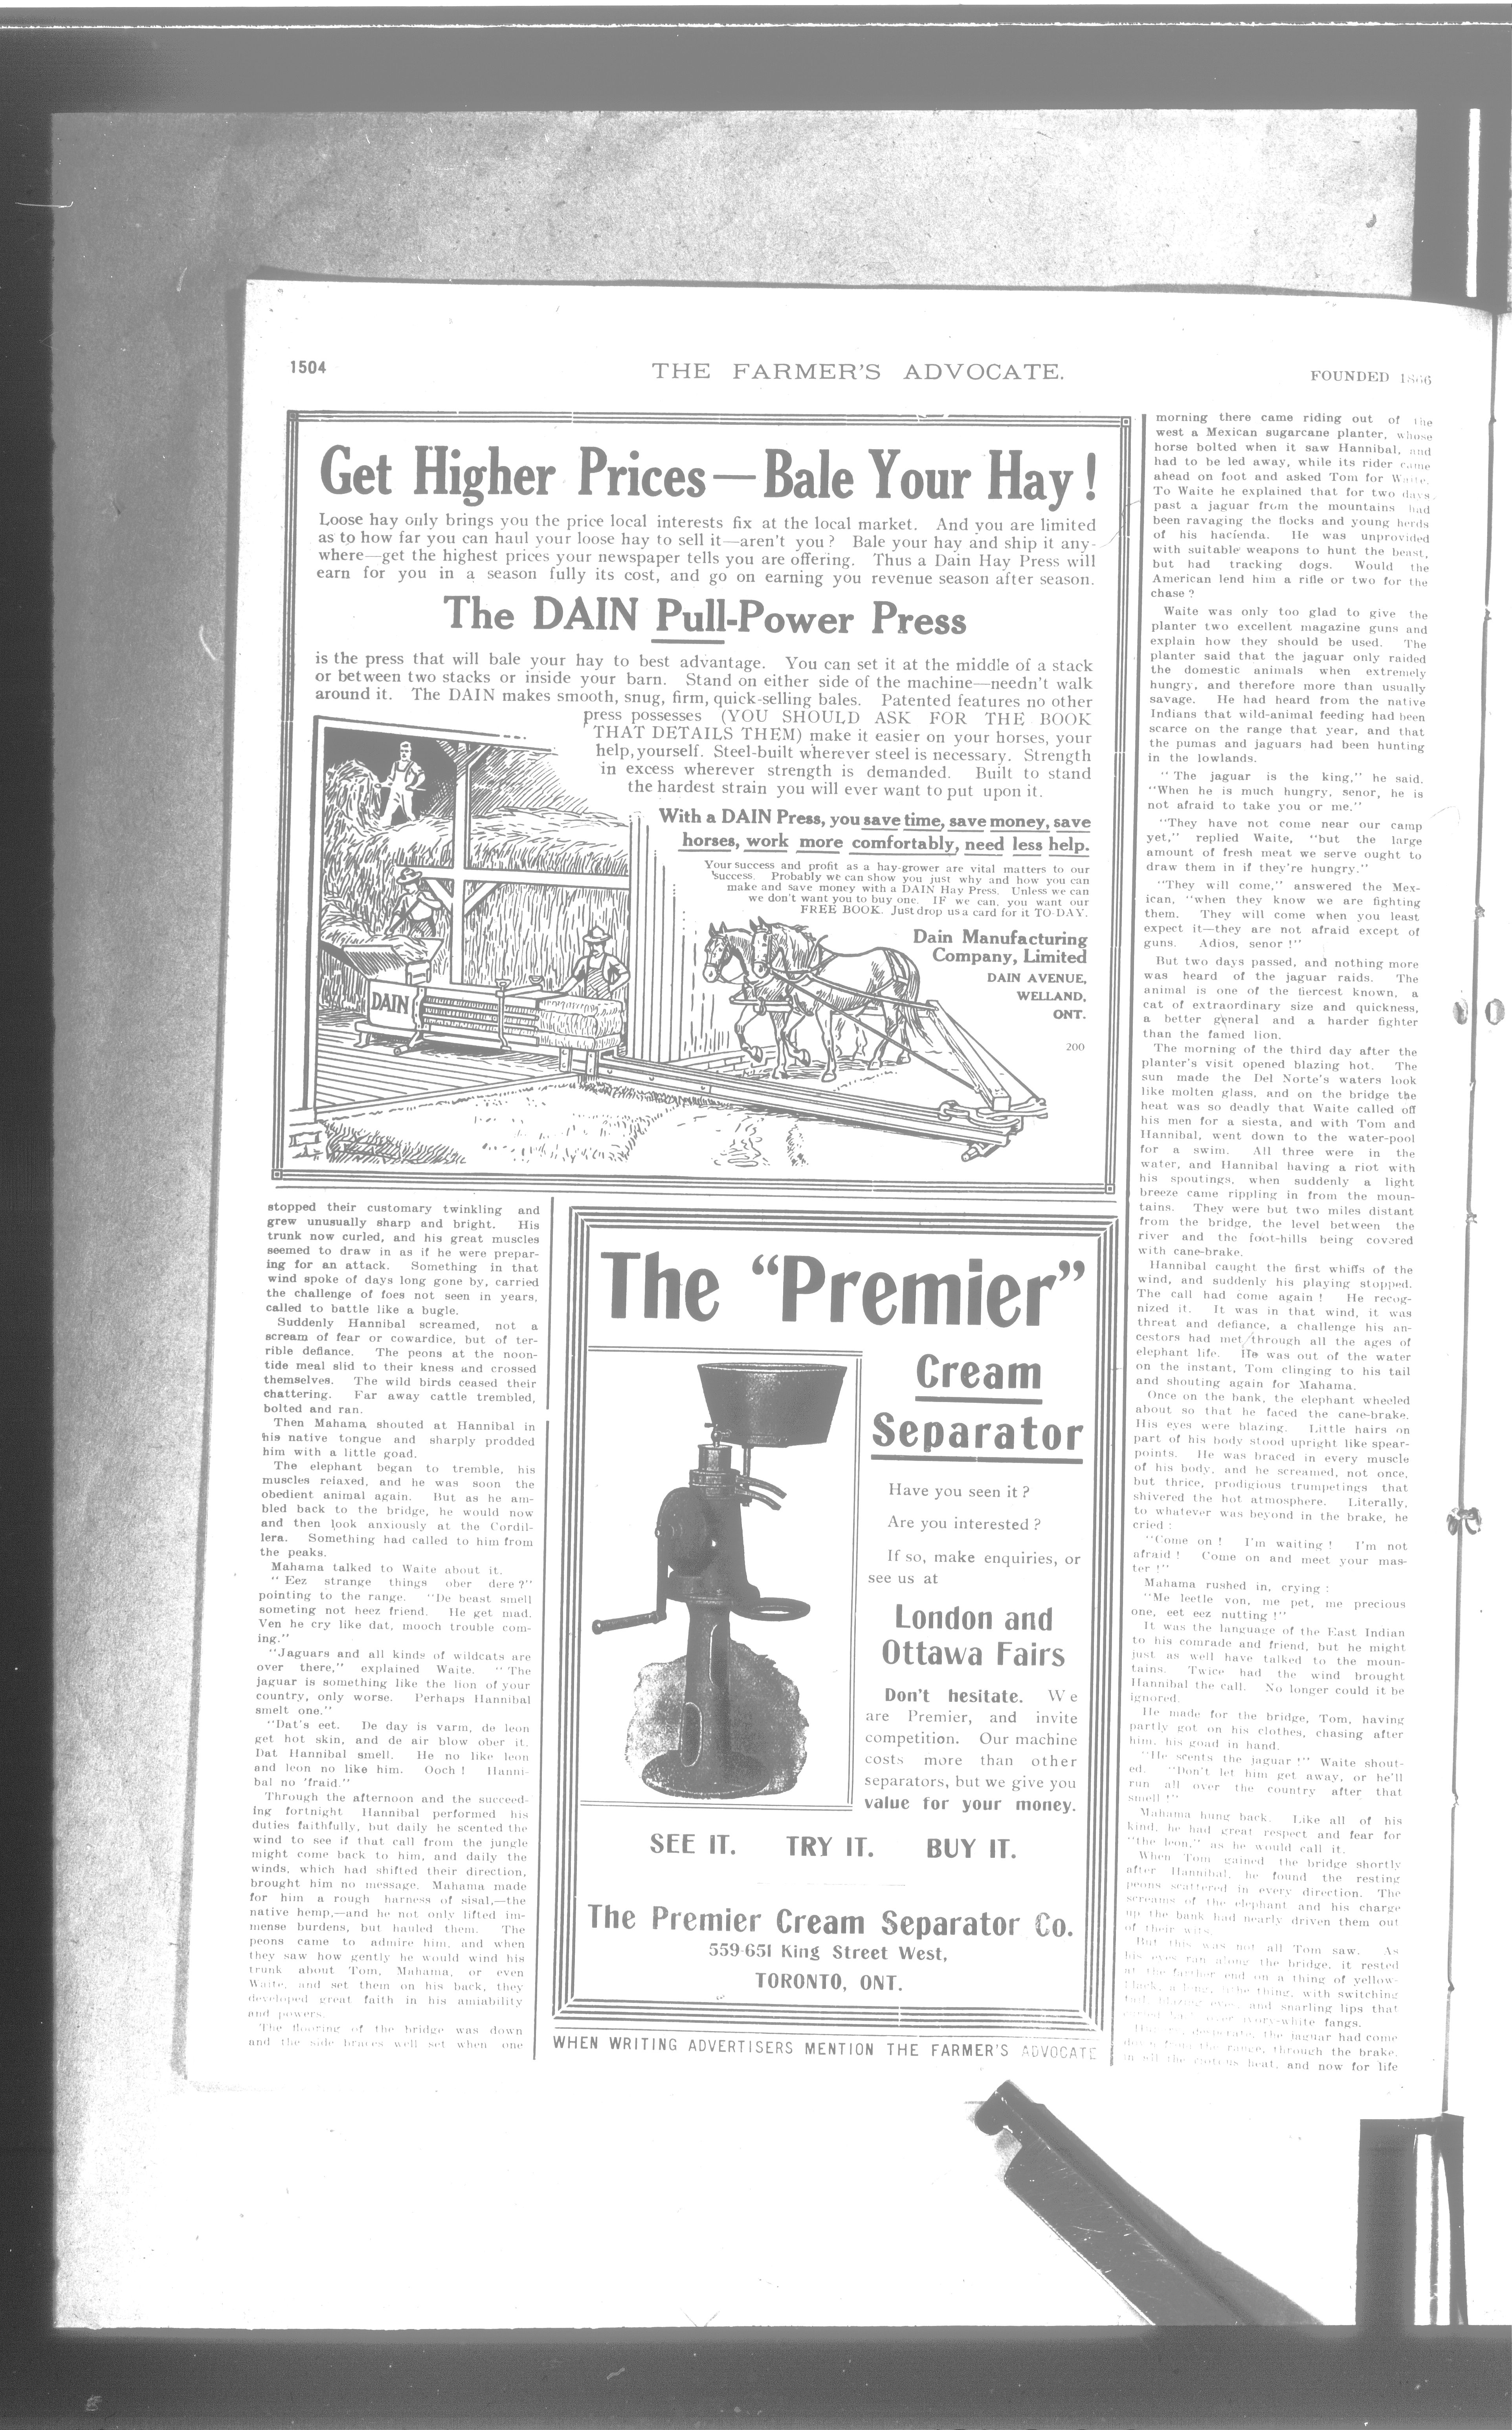 1504
THE FARMER'S ADVOCATE.
FOUNDED 1866
Get Higher Prices—Bale Your Hay!
Loose hay only brings you the price local interests fix at the local market. And you are limited
as to how far you can haul your loose hay to sell it—aren't you? Bale your hay and ship it any-
where—get the highest prices your newspaper tells you are offering. Thus a Dain Hay Press will
earn for you in a season fully its cost, and go on earning you revenue season after season.
The DAIN Pull-Power Press
is the press that will bale your hay to best advantage. You can set it at the middle of a stack
or between two stacks or inside your barn. Stand on either side of the machine—needn't walk
around it. The DAIN makes smooth, snug, firm, quick-selling bales. Patented features no other
press possesses (YOU SHOULD ASK FOR THE BOOK
THAT DETAILS THEM) make it easier on your horses, your
help, yourself. Steel-built wherever steel is necessary. Strength
in excess wherever strength is demanded. Built to stand
the hardest strain you will ever want to put upon it.
With a DAIN Press, you save time, save money, save
horses, work more comfortably, need less help.
Your success and profit as a hay-grower are vital matters to our
success. Probably we can show you just why and how you can
make and save money with a DAIN Hay Press. Unless we can
we don't want you to buy one. IF we can, you want our
FREE BOOK. Just drop us a card for it TO-DAY.
Dain Manufacturing
Company, Limited
DAIN AVENUE,
WELLAND,
ONT.
200
DAIN
stopped their customary twinkling and
grew unusually sharp and bright. His
trunk now curled, and his great muscles
seemed to draw in as if he were prepar-
ing for an attack. Something in that
wind spoke of days long gone by, carried
the challenge of foes not seen in years,
called to battle like a bugle.
Suddenly Hannibal screamed, not a
scream of fear or cowardice, but of ter-
rible defiance. The peons at the noon-
tide meal slid to their kness and crossed
themselves. The wild birds ceased their
chattering. Far away cattle trembled,
bolted and ran.
Then Mahama shouted at Hannibal in
his native tongue and sharply prodded
him with a little goad.
The elephant began to tremble, his
muscles relaxed, and he was soon the
obedient animal again. But as he am-
bled back to the bridge, he would now
and then look anxiously at the Cordil-
lera. Something had called to him from
the peaks.
Mahama talked to Waite about it.
"Eez strange things ober dere?"
pointing to the range. "De beast smell
someting not heez friend. He get mad.
Ven he cry like dat, mooch trouble com-
ing."
"Jaguars and all kinds of wildcats are
over there," explained Waite. "The
jaguar is something like the lion of your
country, only worse. Perhaps Hannibal
smelt one."
"Dat's eet. De day is varm, de leon
get hot skin, and de air blow ober it.
Dat Hannibal smell. He no like leon
and leon no like him. Ooch! Hanni-
bal no 'fraid."
Through the afternoon and the succeed-
ing fortnight Hannibal performed his
duties faithfully, but daily he scented the
wind to see if that call from the jungle
might come back to him, and daily the
winds, which had shifted their direction,
brought him no message. Mahama made
for him a rough harness of sisal,—the
native hemp,—and he not only lifted im-
mense burdens, but hauled them. The
peons came to admire him, and when
they saw how gently he would wind his
trunk about Tom, Mahama, or even
Waite, and set them on his back, they
developed great faith in his amiability
and powers.
The flooring of the bridge was down
and the side braces well set when one
The "Premier"
Cream
Separator
Have you seen it?
Are you interested?
If so, make enquiries, or
see us at
London and
Ottawa Fairs
Don't hesitate. We
are Premier, and invite
competition. Our machine
costs more than other
separators, but we give you
value for your money.
SEE IT. TRY IT. BUY IT.
The Premier Cream Separator Co.
559-651 King Street West,
TORONTO, ONT.
WHEN WRITING ADVERTISERS MENTION THE FARMER'S ADVOCATE
morning there came riding out of the
west a Mexican sugarcane planter, whose
horse bolted when it saw Hannibal, and
had to be led away, while its rider came
ahead on foot and asked Tom for Waite.
To Waite he explained that for two days
past a jaguar from the mountains had
been ravaging the flocks and young herds
of his hacienda. He was unprovided
with suitable weapons to hunt the beast,
but had tracking dogs. Would the
American lend him a rifle or two for the
chase?
Waite was only too glad to give the
planter two excellent magazine guns and
explain how they should be used. The
planter said that the jaguar only raided
the domestic animals when extremely
hungry, and therefore more than usually
savage. He had heard from the native
Indians that wild-animal feeding had been
scarce on the range that year, and that
the pumas and jaguars had been hunting
in the lowlands.
"The jaguar is the king," he said.
"When he is much hungry, senor, he is
not afraid to take you or me."
"They have not come near our camp
yet," replied Waite, "but the large
amount of fresh meat we serve ought to
draw them in if they're hungry."
"They will come," answered the Mex-
ican, "when they know we are fighting
them. They will come when you least
expect it—they are not afraid except of
guns. Adios, senor!"
But two days passed, and nothing more
was heard of the jaguar raids. The
animal is one of the fiercest known, a
cat of extraordinary size and quickness,
a better general and a harder fighter
than the famed lion.
The morning of the third day after the
planter's visit opened blazing hot. The
sun made the Del Norte's waters look
like molten glass, and on the bridge the
heat was so deadly that Waite called off
his men for a siesta, and with Tom and
Hannibal, went down to the water-pool
for a swim. All three were in the
water, and Hannibal having a riot with
his spoutings, when suddenly a light
breeze came rippling in from the moun-
tains. They were but two miles distant
from the bridge, the level between the
river and the foot-hills being covered
with cane-brake.
Hannibal caught the first whiffs of the
wind, and suddenly his playing stopped.
The call had come again! He recog-
nized it. It was in that wind, it was
threat and defiance, a challenge his an-
cestors had met through all the ages of
elephant life. He was out of the water
on the instant, Tom clinging to his tail
and shouting again for Mahama.
Once on the bank, the elephant wheeled
about so that he faced the cane-brake.
His eyes were blazing. Little hairs on
part of his body stood upright like spear-
points. He was braced in every muscle
of his body, and he screamed, not once,
but thrice, prodigious trumpetings that
shivered the hot atmosphere. Literally,
to whatever was beyond in the brake, he
cried:
"Come on! I'm waiting! I'm not
afraid! Come on and meet your mas-
ter!"
Mahama rushed in, crying:
"Me leetle von, me pet, me precious
one, eet eez nutting!"
It was the language of the East Indian
to his comrade and friend, but he might
just as well have talked to the moun-
tains. Twice had the wind brought
Hannibal the call. No longer could it be
ignored.
He made for the bridge, Tom, having
partly got on his clothes, chasing after
him, his goad in hand.
"He scents the jaguar!" Waite shout-
ed. "Don't let him get away, or he'll
run all over the country after that
smell!"
Mahama hung back. Like all of his
kind, he had great respect and fear for
"the leon," as he would call it.
When Tom gained the bridge shortly
after Hannibal, he found the resting
peons scattered in every direction. The
screams of the elephant and his charge
up the bank had nearly driven them out
of their wits.
But this was not all Tom saw. As
his eyes ran along the bridge, it rested
at the farther end on a thing of yellow-
black, a long, lithe thing, with switching
tail, blazing eyes, and snarling lips that
curled back over ivory-white fangs.
desperate, the jaguar had come
down from the range, through the brake,
in all the riotous heat, and now for life